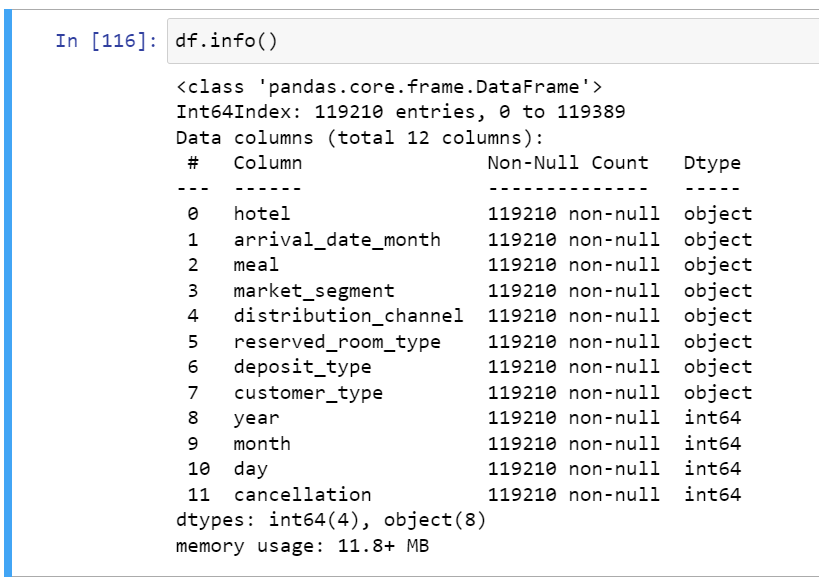 In [116]: df.info()
<class 'pandas.core.frame.DataFrame'>
Int64Index: 119210 entries, 0 to 119389
Data columns (total 12 columns):
 #   Column                Non-Null Count   Dtype
---  ------                --------------   -----
 0   hotel                 119210 non-null  object
 1   arrival_date_month    119210 non-null  object
 2   meal                  119210 non-null  object
 3   market_segment        119210 non-null  object
 4   distribution_channel  119210 non-null  object
 5   reserved_room_type    119210 non-null  object
 6   deposit_type          119210 non-null  object
 7   customer_type         119210 non-null  object
 8   year                  119210 non-null  int64
 9   month                 119210 non-null  int64
 10  day                   119210 non-null  int64
 11  cancellation          119210 non-null  int64
dtypes: int64(4), object(8)
memory usage: 11.8+ MB